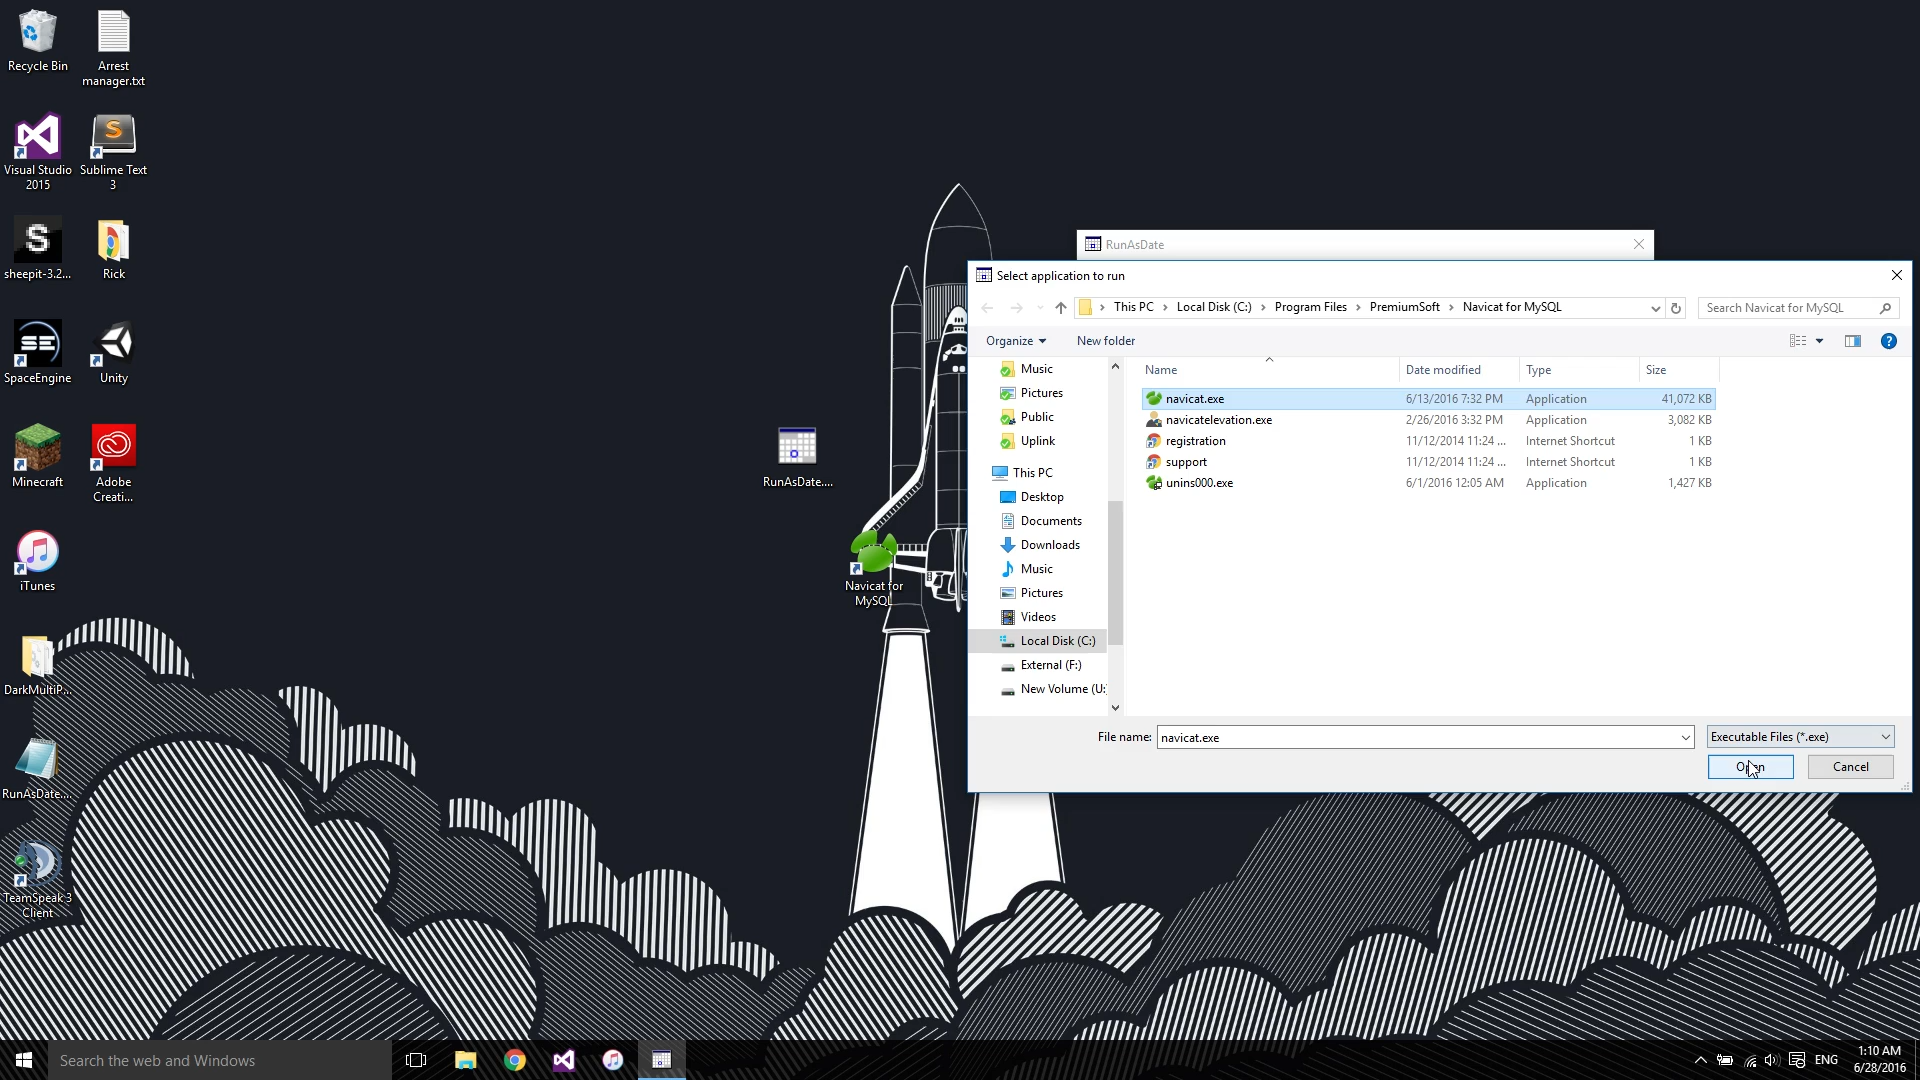 Recycle Bin
Arrest
manager.txt
Visual Studio
2015
Sublime Text
3
sheepit-3.2...
Rick
SpaceEngine
Unity
Minecraft
Adobe
Creati...
iTunes
DarkMultiP...
RunAsDate....
TeamSpeak 3
Client
RunAsDate....
Navicat for
MySQL
RunAsDate
Select application to run
This PC
Local Disk (C:)
Program Files
PremiumSoft
Navicat for MySQL
Search Navicat for MySQL
Organize
New folder
Music
Pictures
Public
Uplink
This PC
Desktop
Documents
Downloads
Music
Pictures
Videos
Local Disk (C:)
External (F:)
New Volume (U:)
Name Date modified Type Size
navicat.exe 6/13/2016 7:32 PM Application 41,072 KB
navicatelevation.exe 2/26/2016 3:32 PM Application 3,082 KB
registration 11/12/2014 11:24 ... Internet Shortcut 1 KB
support 11/12/2014 11:24 ... Internet Shortcut 1 KB
unins000.exe 6/1/2016 12:05 AM Application 1,427 KB
File name: navicat.exe
Executable Files (*.exe)
Open
Cancel
Search the web and Windows
ENG
1:10 AM
6/28/2016